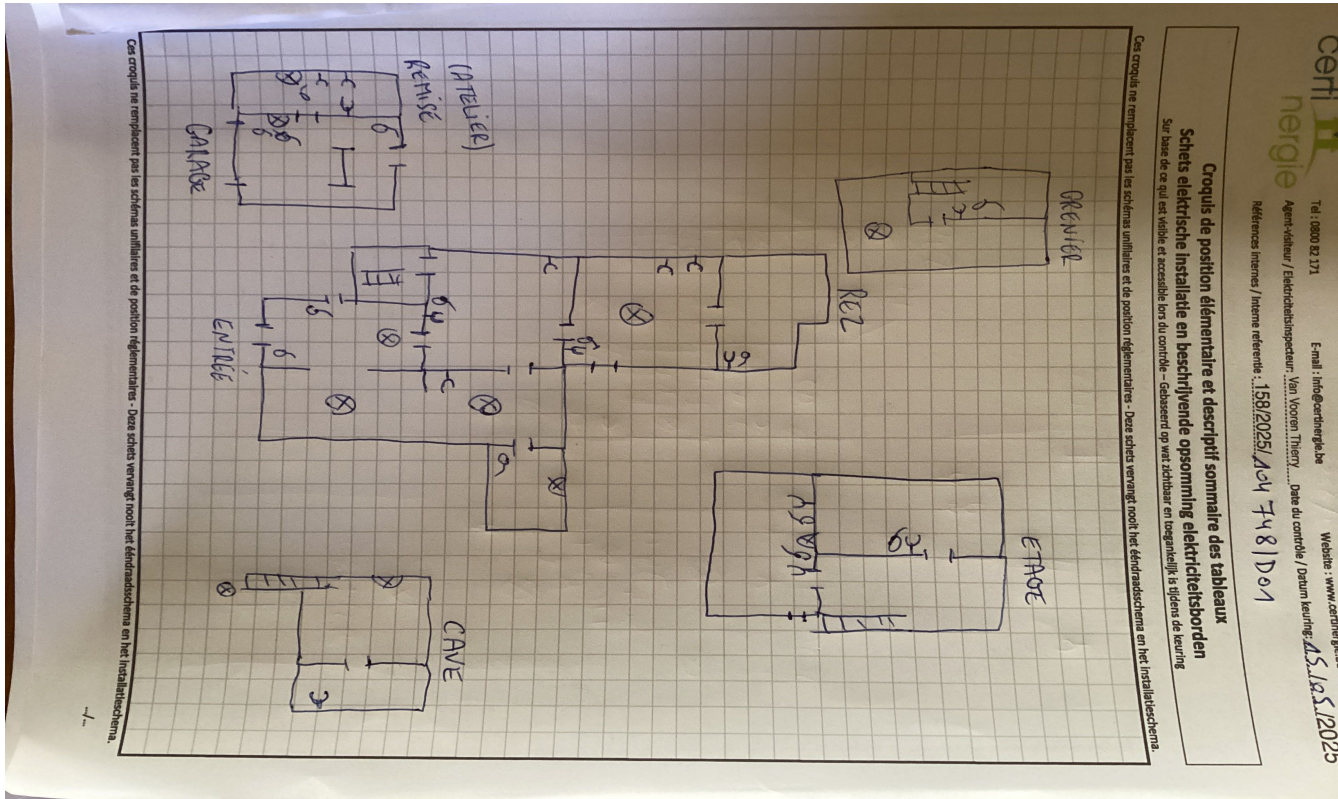 Certi nergie
Tel : 0800 82 171 E-mail : info@certinergie.be Website : www.certinergie.
Agent-visiteur / Elektriciteitsinspecteur: Van Vooren Thierry Date du contrôle / Datum keuring: 15/05/2025
Références internes / Interne referentie : 158/2025/104748/D01
Croquis de position élémentaire et descriptif sommaire des tableaux
Schets elektrische installatie en beschrijvende opsomming elektriciteitsborden
Sur base de ce qui est visible et accessible lors du contrôle – Gebaseerd op wat zichtbaar en toegankelijk is tijdens de keuring
Ces croquis ne remplacent pas les schémas unifilaires et de position réglementaires - Deze schets vervangt nooit het ééndraadsschema en het installatieschema.
GRENIER
ETAGE
REZ
CAVE
(ATELIER)
REMISE
GARAGE
ENTRÉE
Ces croquis ne remplacent pas les schémas unifilaires et de position réglementaires - Deze schets vervangt nooit het ééndraadsschema en het installatieschema.
.../...